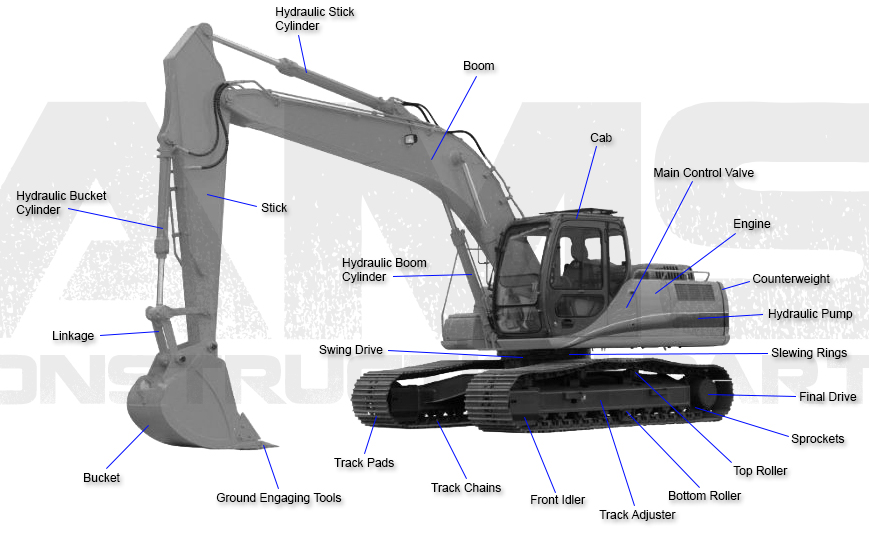 Hydraulic Stick
Cylinder
Boom
Cab
Main Control Valve
Hydraulic Bucket
Cylinder
Stick
Engine
Hydraulic Boom
Cylinder
Counterweight
Hydraulic Pump
Linkage
Swing Drive
Slewing Rings
Final Drive
Sprockets
Track Pads
Top Roller
Bucket
Track Chains
Ground Engaging Tools
Front Idler
Bottom Roller
Track Adjuster
AMS